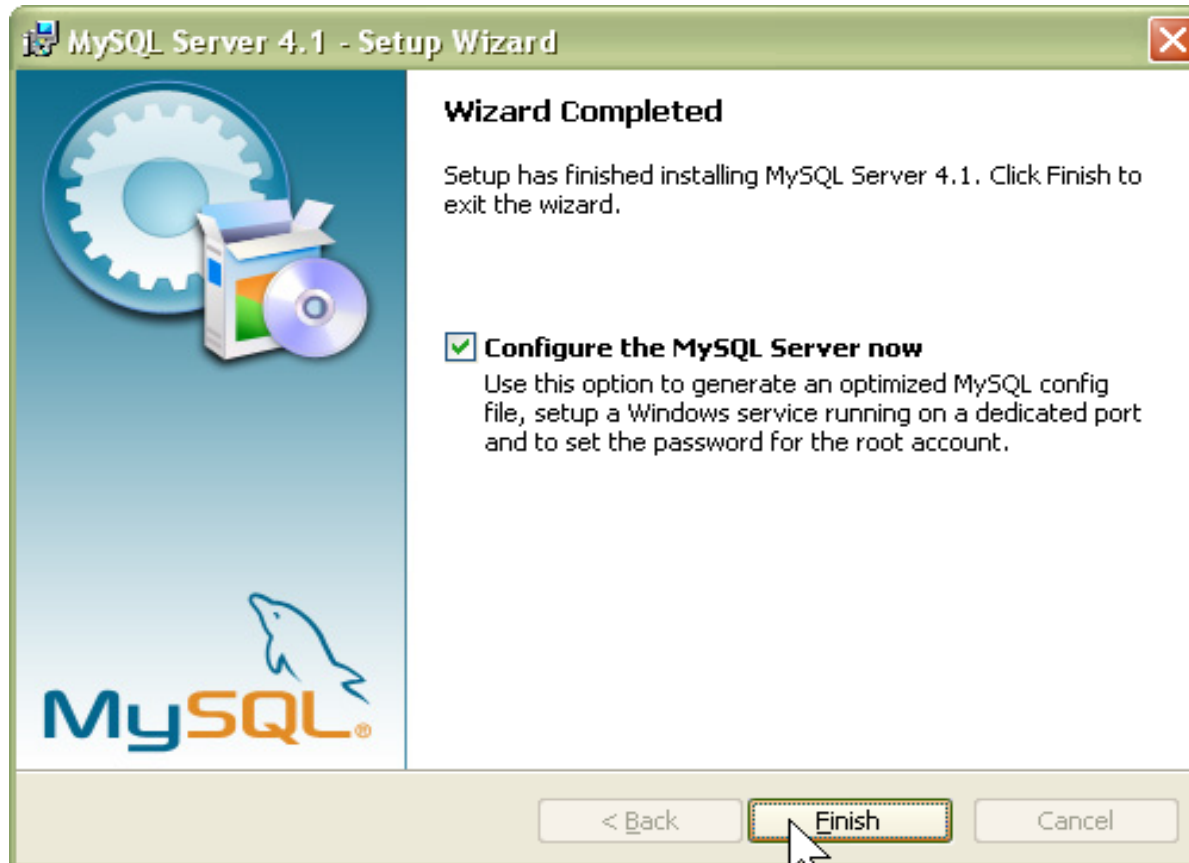 MySQL Server 4.1 - Setup Wizard
Wizard Completed
Setup has finished installing MySQL Server 4.1. Click Finish to
exit the wizard.
Configure the MySQL Server now
Use this option to generate an optimized MySQL config
file, setup a Windows service running on a dedicated port
and to set the password for the root account.
MySQL®
< Back
Finish
Cancel